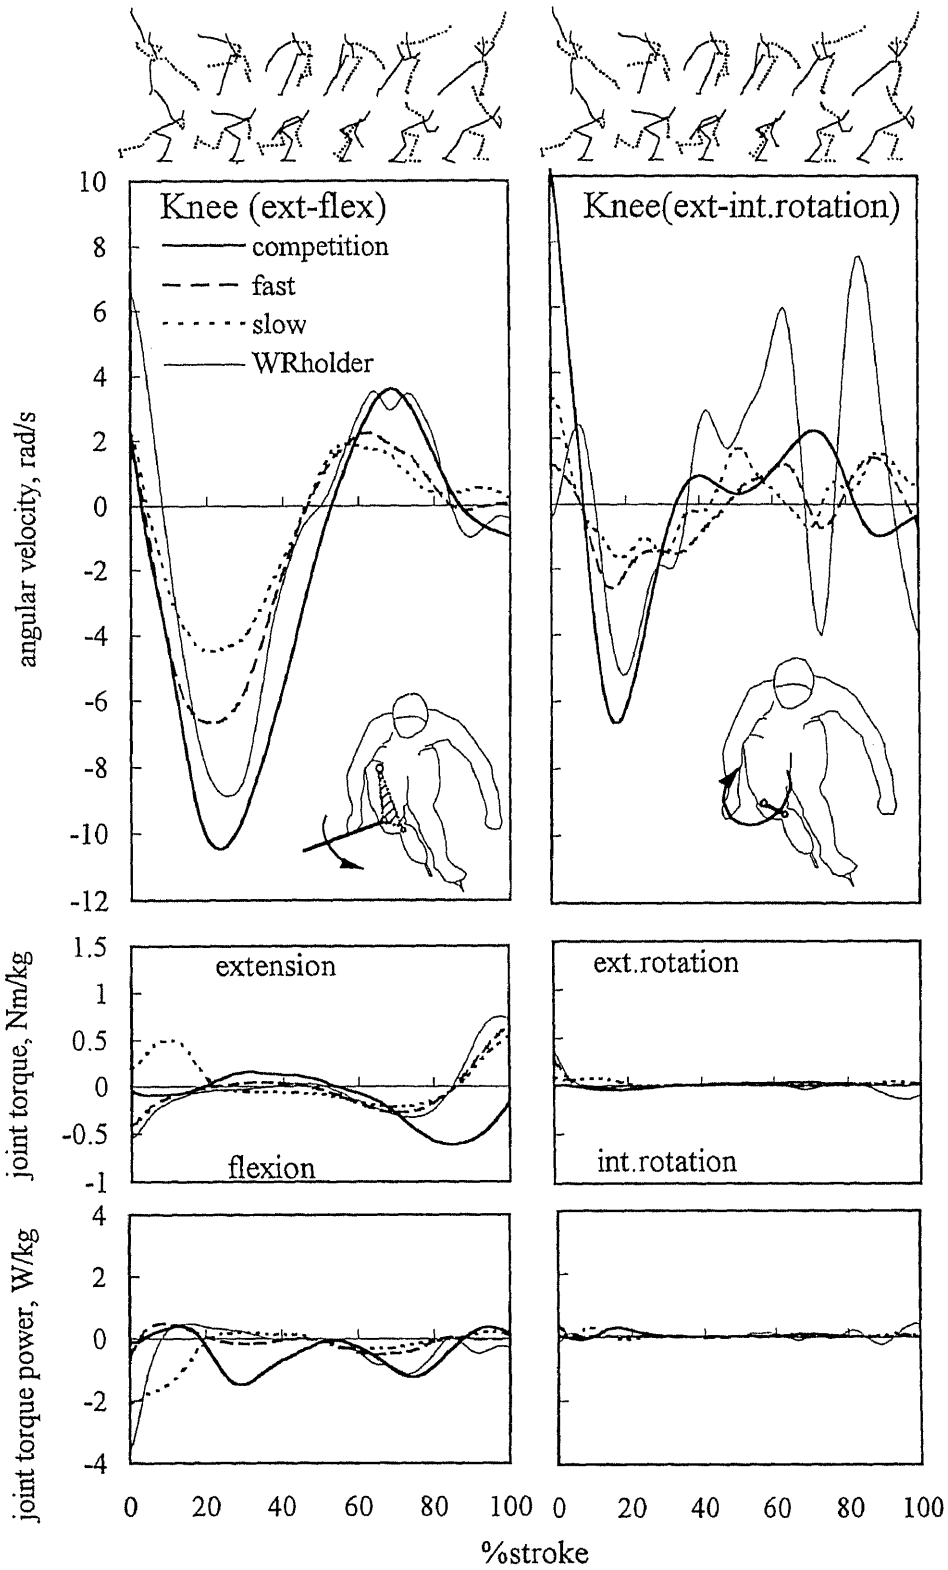 Knee (ext-flex)
competition
fast
slow
WRholder
10
8
6
4
2
0
-2
-4
-6
-8
-10
-12
angular velocity, rad/s
Knee(ext-int.rotation)
1.5
1
0.5
0
-0.5
-1
joint torque, Nm/kg
extension
flexion
ext.rotation
int.rotation
4
2
0
-2
-4
joint torque power, W/kg
0 20 40 60 80 100
0 20 40 60 80 100
%stroke